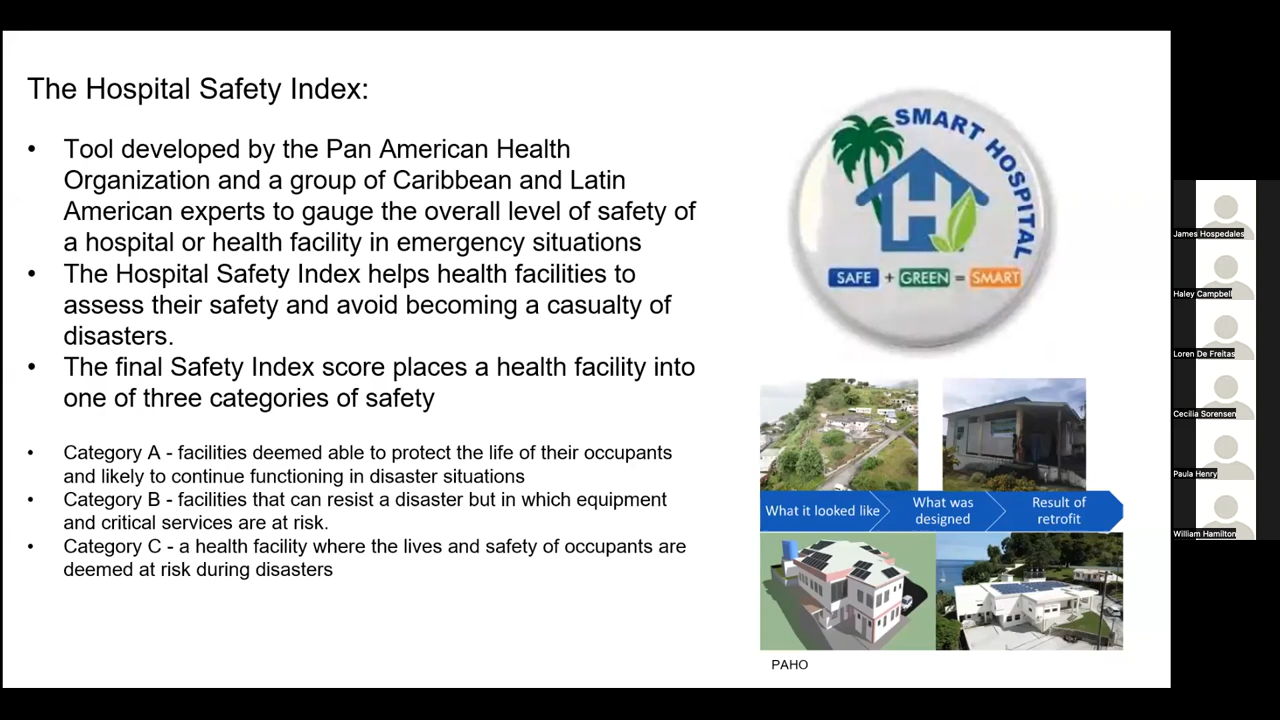 The Hospital Safety Index:
• Tool developed by the Pan American Health
Organization and a group of Caribbean and Latin
American experts to gauge the overall level of safety of
a hospital or health facility in emergency situations
• The Hospital Safety Index helps health facilities to
assess their safety and avoid becoming a casualty of
disasters.
• The final Safety Index score places a health facility into
one of three categories of safety
• Category A - facilities deemed able to protect the life of their occupants
and likely to continue functioning in disaster situations
• Category B - facilities that can resist a disaster but in which equipment
and critical services are at risk.
• Category C - a health facility where the lives and safety of occupants are
deemed at risk during disasters
SMART HOSPITAL
H
SAFE + GREEN = SMART
What it looked like
What was
designed
Result of
retrofit
PAHO
James Hospedales
Haley Campbell
Loren De Freitas
Cecilia Sorensen
Paula Henry
William Hamilton